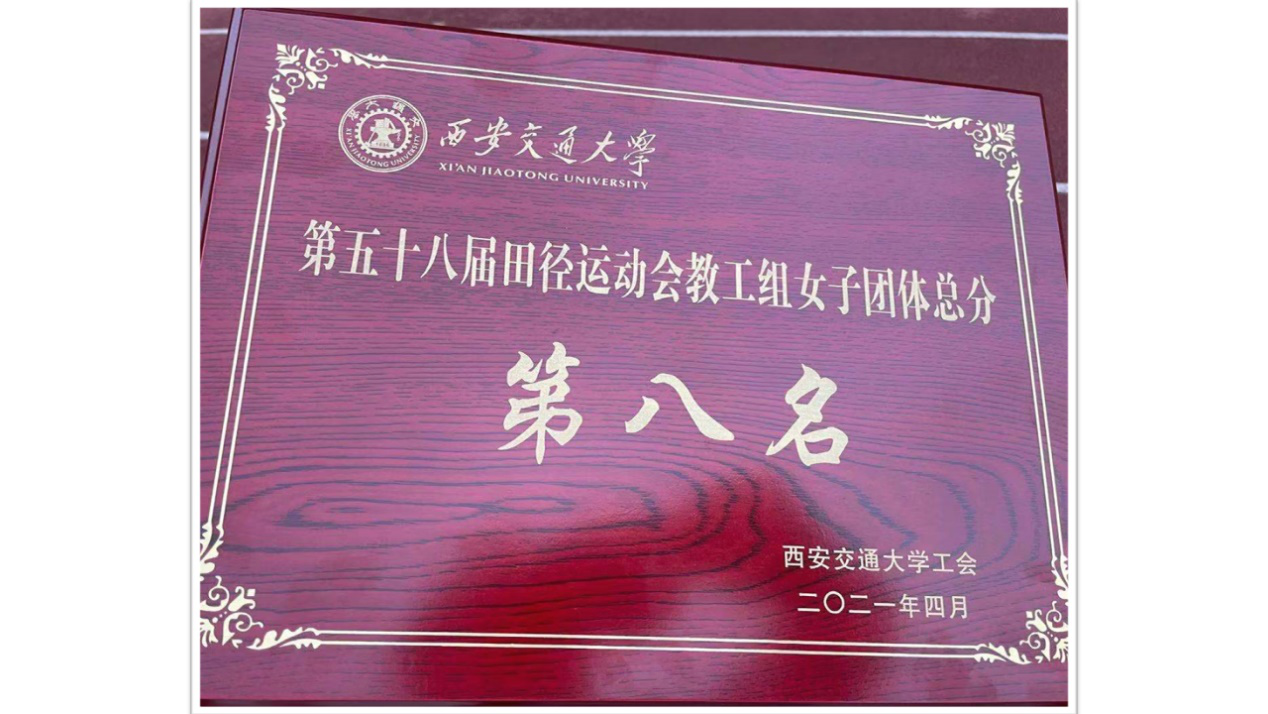 西安交通大學
XI'AN JIAOTONG UNIVERSITY
第五十八届田径运动会教工组女子团体总分
第八名
西安交通大学工会
二〇二一年四月